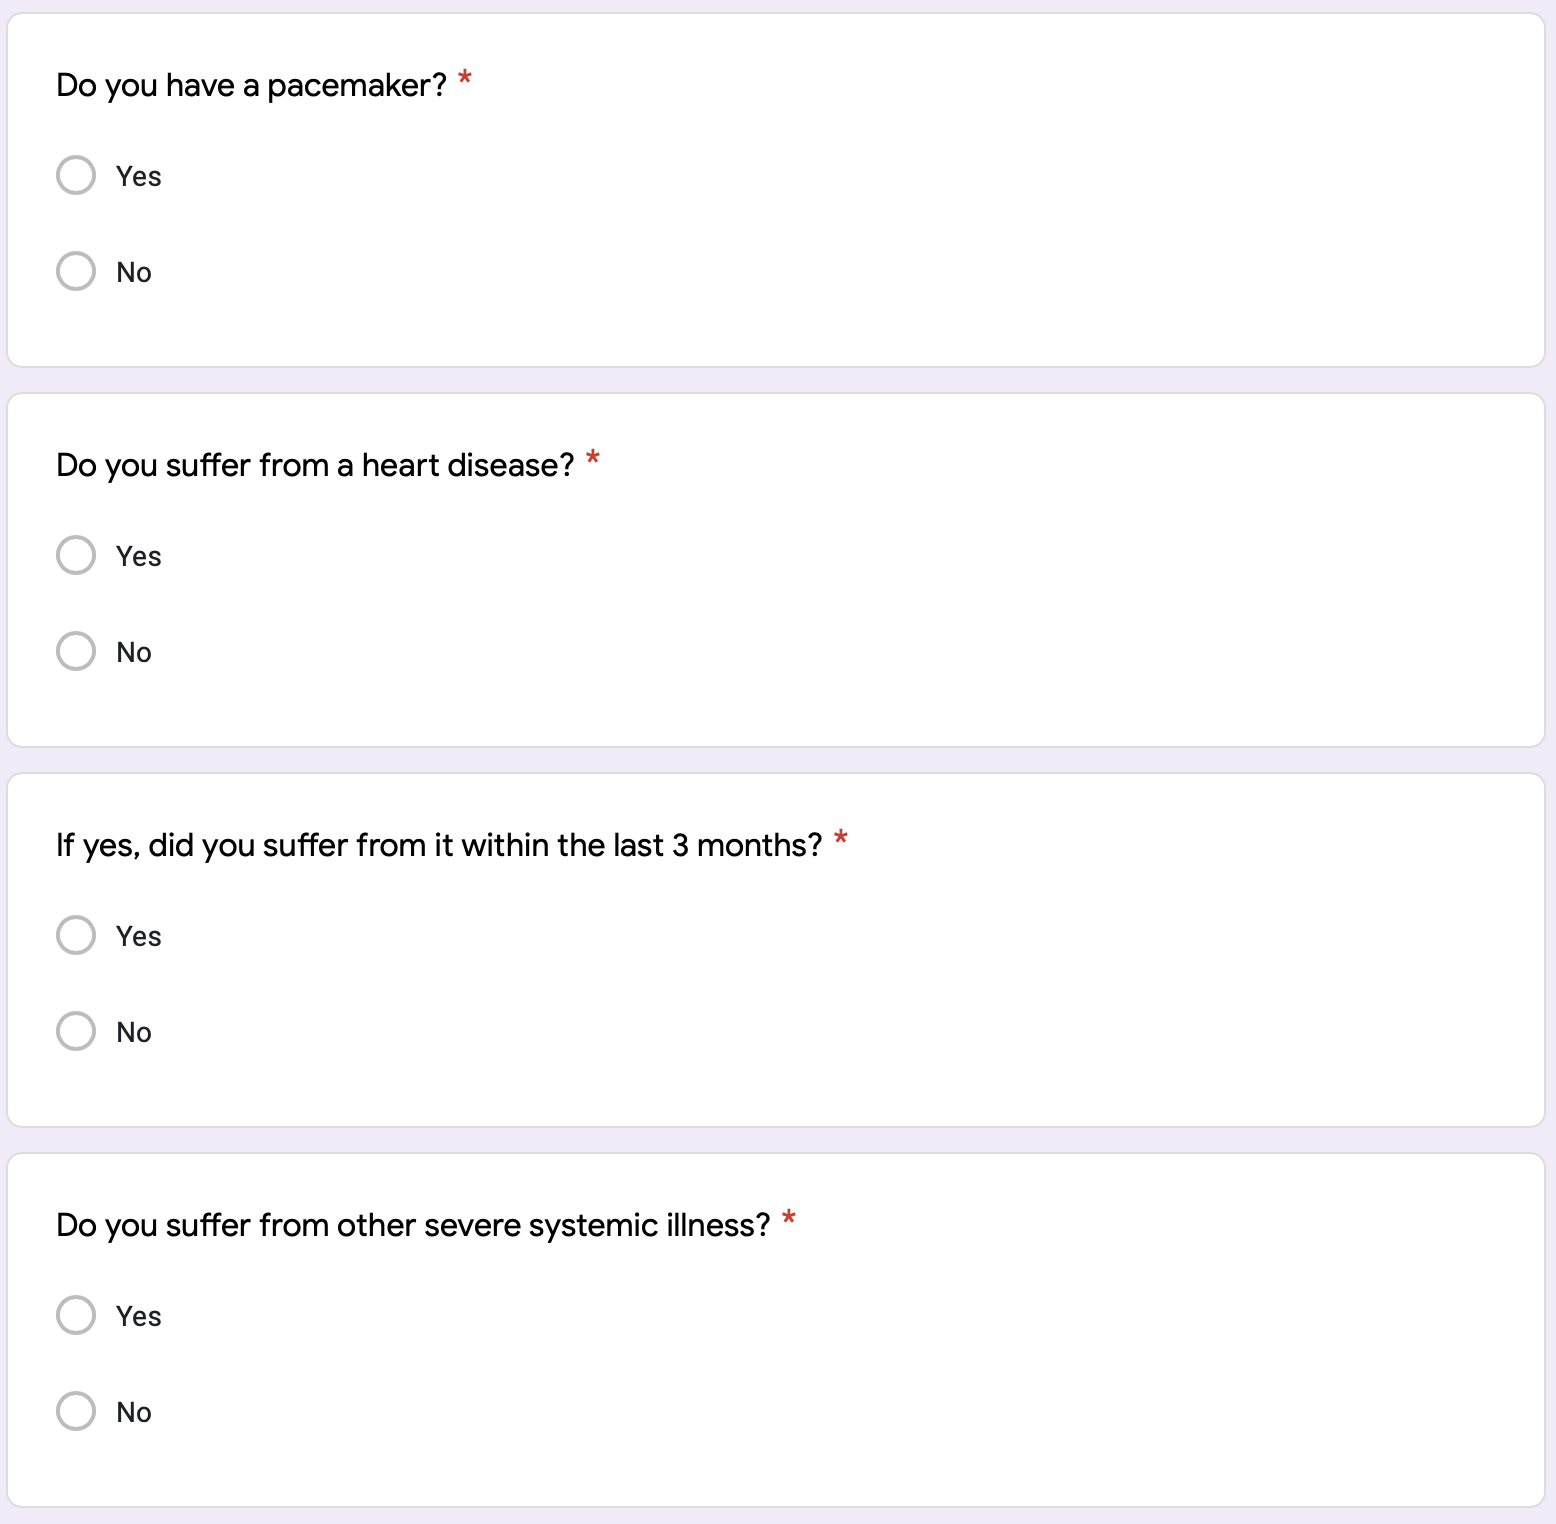 Do you have a pacemaker? *
Yes
No
Do you suffer from a heart disease? *
Yes
No
If yes, did you suffer from it within the last 3 months? *
Yes
No
Do you suffer from other severe systemic illness? *
Yes
No